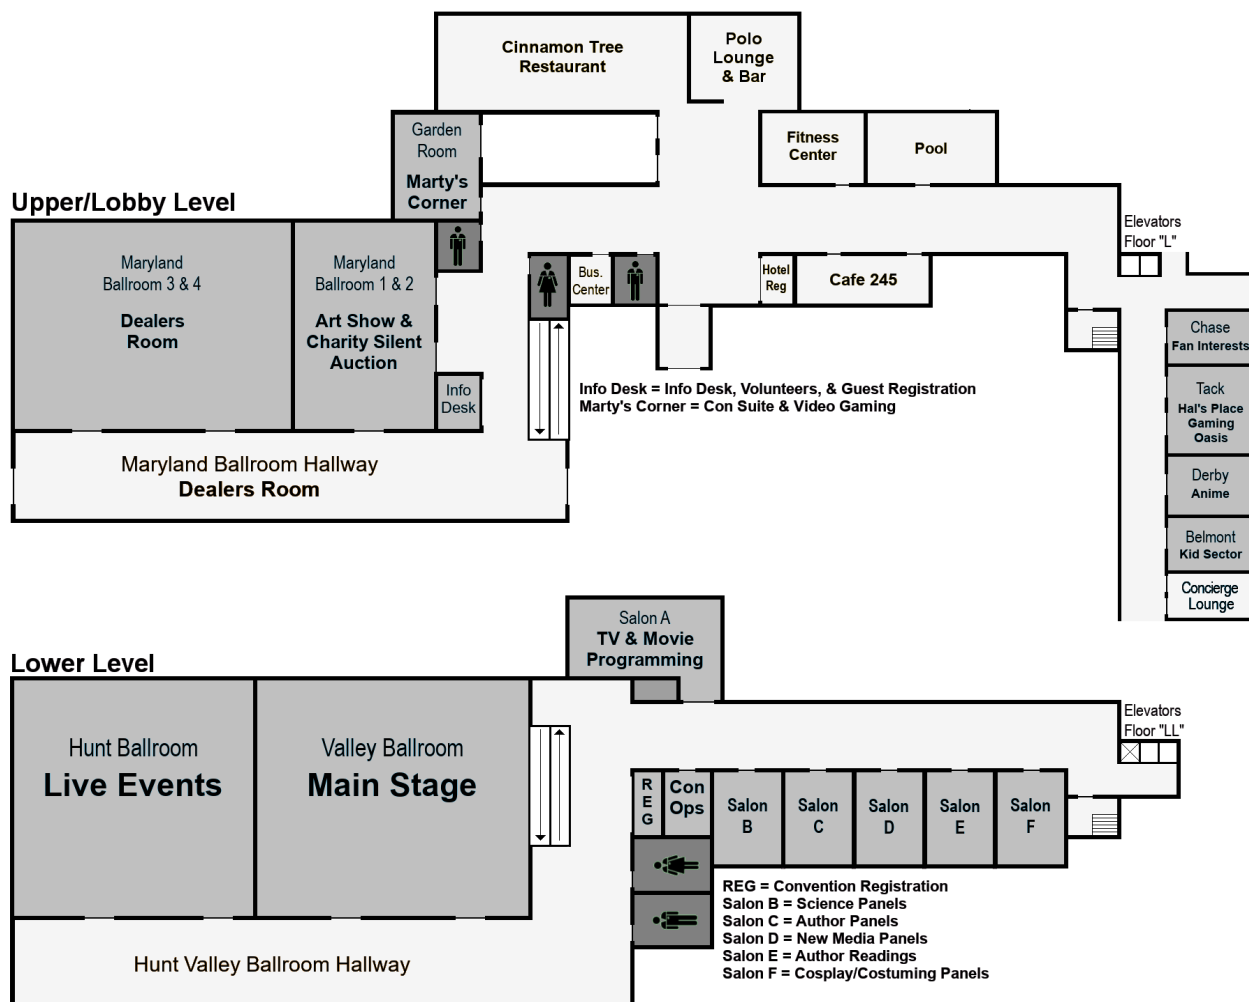 Cinnamon Tree
Restaurant
Polo
Lounge
& Bar
Garden
Room
Marty's
Corner
Fitness
Center
Pool
Upper/Lobby Level
Elevators
Floor "L"
Maryland
Ballroom 3 & 4
Dealers
Room
Maryland
Ballroom 1 & 2
Art Show &
Charity Silent
Auction
Bus.
Center
Hotel
Reg
Cafe 245
Info
Desk
Info Desk = Info Desk, Volunteers, & Guest Registration
Marty's Corner = Con Suite & Video Gaming
Chase
Fan Interests
Tack
Hal's Place
Gaming
Oasis
Derby
Anime
Belmont
Kid Sector
Concierge
Lounge
Maryland Ballroom Hallway
Dealers Room
Lower Level
Salon A
TV & Movie
Programming
Elevators
Floor "LL"
Hunt Ballroom
Live Events
Valley Ballroom
Main Stage
REG
Con
Ops
Salon
B
Salon
C
Salon
D
Salon
E
Salon
F
REG = Convention Registration
Salon B = Science Panels
Salon C = Author Panels
Salon D = New Media Panels
Salon E = Author Readings
Salon F = Cosplay/Costuming Panels
Hunt Valley Ballroom Hallway